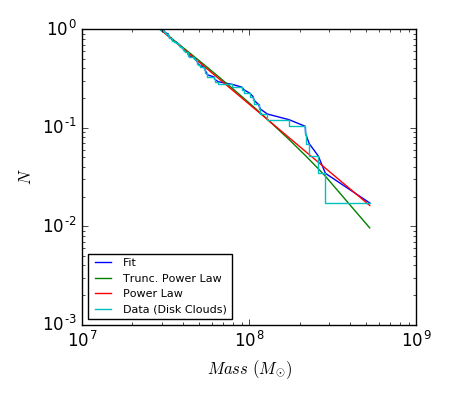 10^0
10^-1
10^-2
10^-3
N
Fit
Trunc. Power Law
Power Law
Data (Disk Clouds)
10^7 10^8 10^9
Mass (M_⊙)